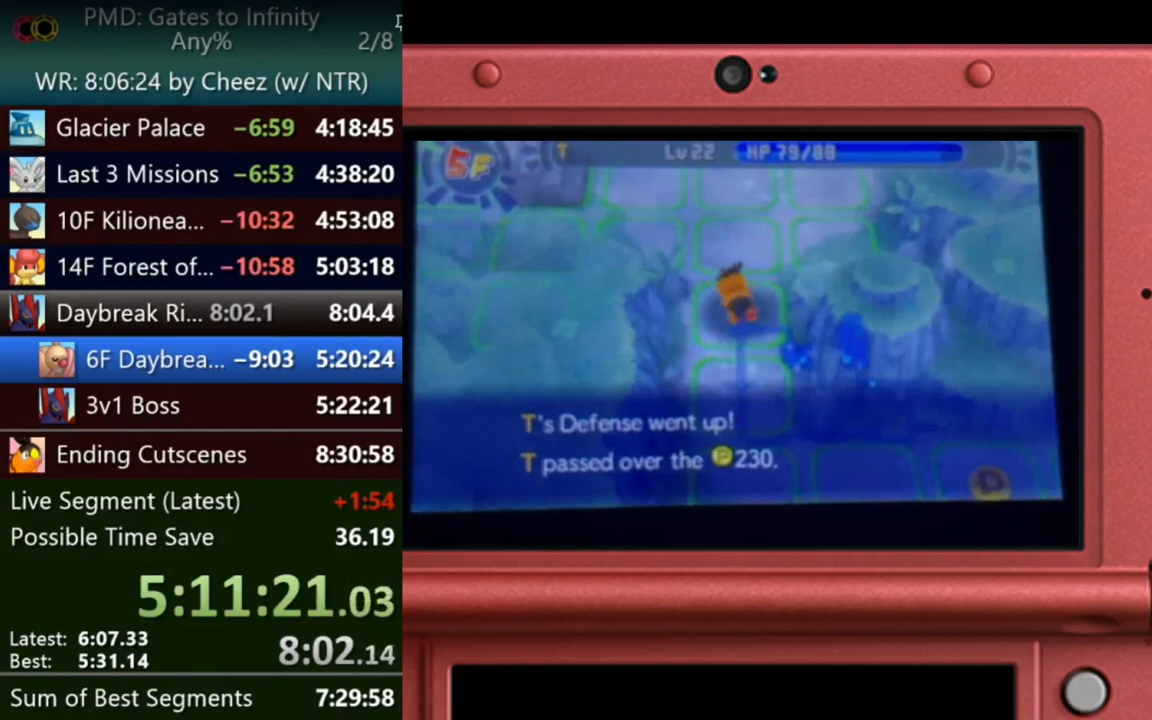 PMD: Gates to Infinity
Any% 2/8
WR: 8:06:24 by Cheez (w/ NTR)
Glacier Palace −6:59 4:18:45
Last 3 Missions −6:53 4:38:20
10F Kilionea... −10:32 4:53:08
14F Forest of... −10:58 5:03:18
Daybreak Ri... 8:02.1 8:04.4
6F Daybrea... −9:03 5:20:24
3v1 Boss 5:22:21
Ending Cutscenes 8:30:58
Live Segment (Latest) +1:54
Possible Time Save 36.19
5:11:21.03
Latest: 6:07.33
Best: 5:31.14
8:02.14
Sum of Best Segments 7:29:58
5F T Lv22 HP 79/88
T's Defense went up!
T passed over the P230.